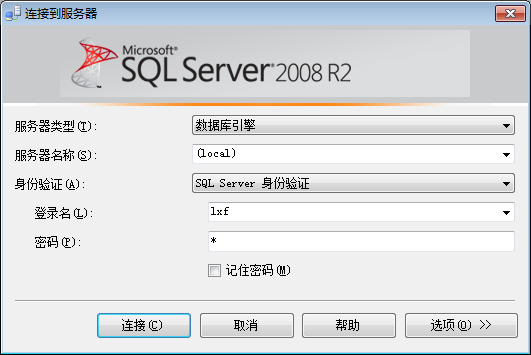 连接到服务器
Microsoft®
SQL Server® 2008 R2
服务器类型(T):
数据库引擎
服务器名称(S):
(local)
身份验证(A):
SQL Server 身份验证
登录名(L):
lxf
密码(P):
*
记住密码(M)
连接(C)
取消
帮助
选项(O) >>